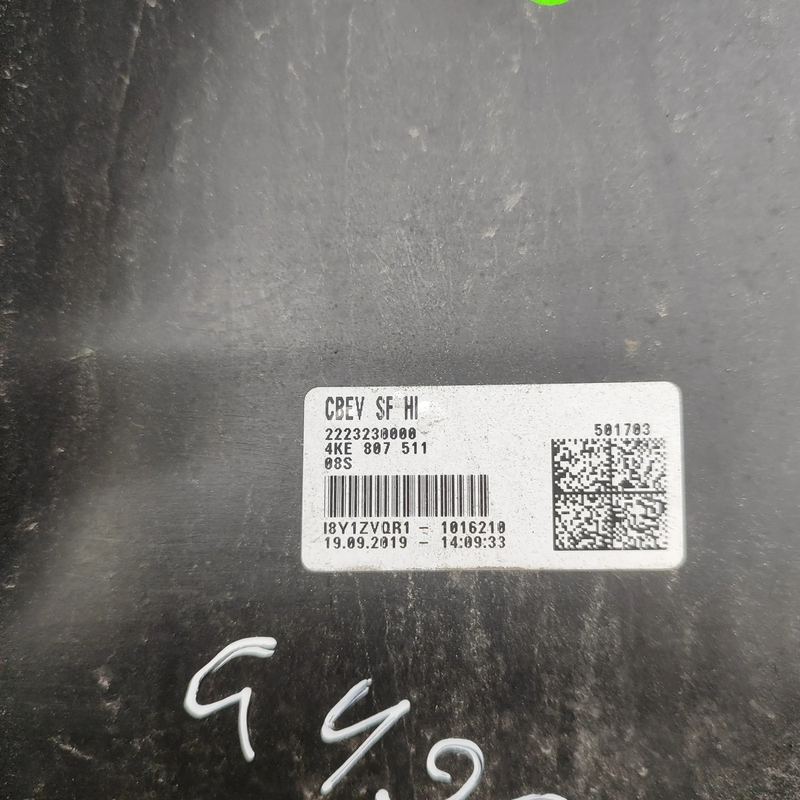 CBEV SF HI
2223230000
501703
4KE 807 511
08S
I8Y1ZVQR1 - 1016210
19.09.2019 - 14:09:33